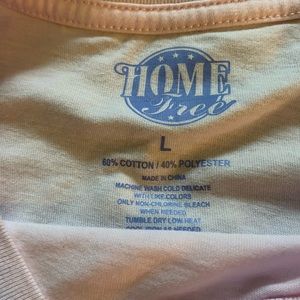 HOME
Free
L
60% COTTON / 40% POLYESTER
MADE IN CHINA
MACHINE WASH COLD DELICATE
WITH LIKE COLORS
ONLY NON-CHLORINE BLEACH
WHEN NEEDED
TUMBLE DRY LOW HEAT
COOL IRON AS NEEDED